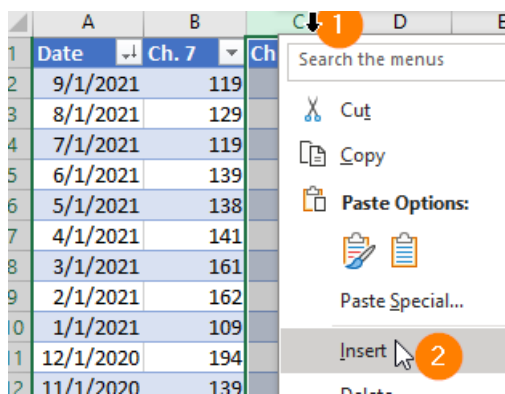 A B C 1 D E
1 Date Ch. 7 Ch Search the menus
2 9/1/2021 119
3 8/1/2021 129 Cut
4 7/1/2021 119
5 6/1/2021 139 Copy
6 5/1/2021 138 Paste Options:
7 4/1/2021 141
8 3/1/2021 161
9 2/1/2021 162 Paste Special...
10 1/1/2021 109
11 12/1/2020 194 Insert 2
12 11/1/2020 139 Delete